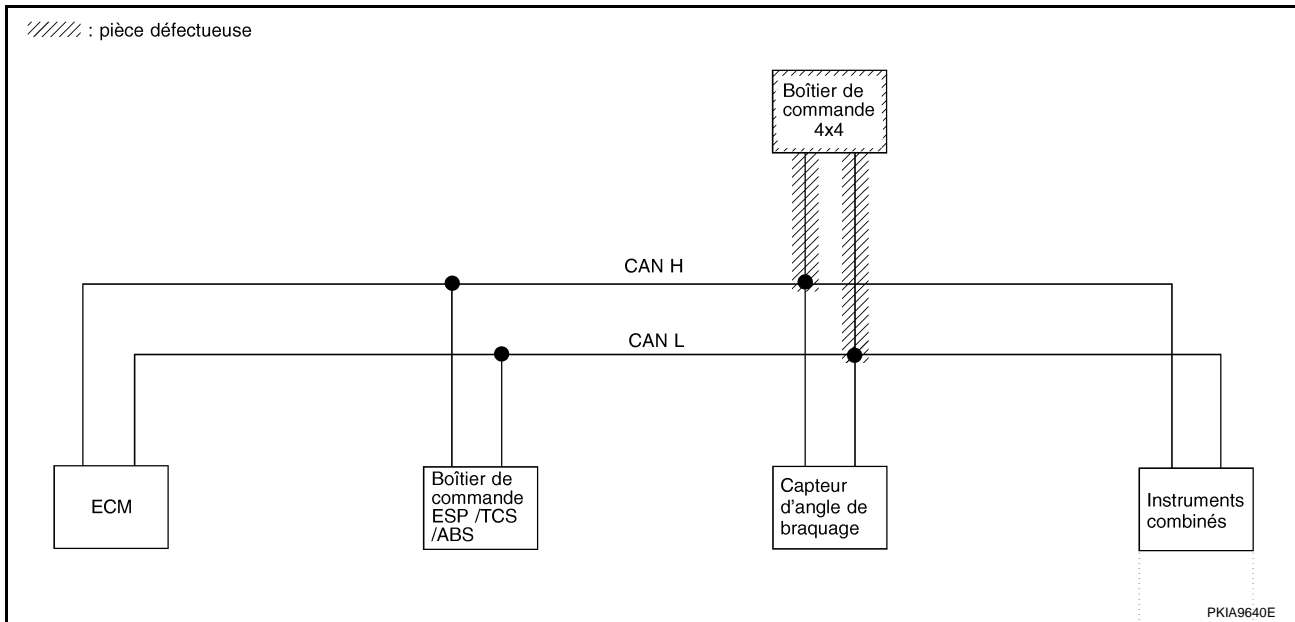 : pièce défectueuse
Boîtier de
commande
4x4
CAN H
CAN L
ECM
Boîtier de
commande
ESP /TCS
/ABS
Capteur
d'angle de
braquage
Instruments
combinés
PKIA9640E